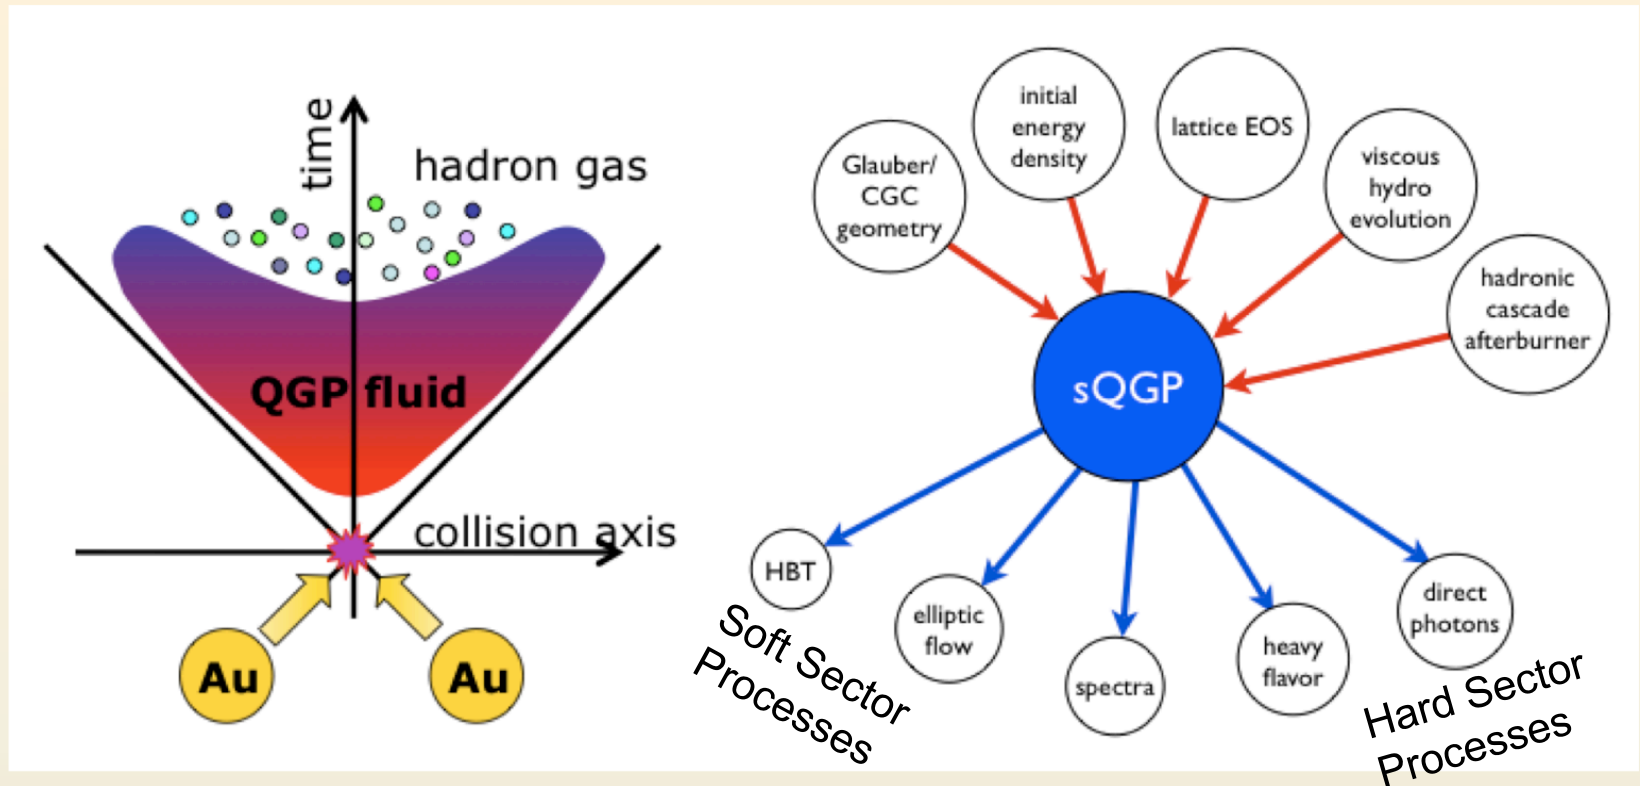 time
hadron gas
QGP fluid
collision axis
Au
Au
Glauber/
CGC
geometry
initial
energy
density
lattice EOS
viscous
hydro
evolution
hadronic
cascade
afterburner
sQGP
HBT
elliptic
flow
spectra
heavy
flavor
direct
photons
Soft Sector
Processes
Hard Sector
Processes